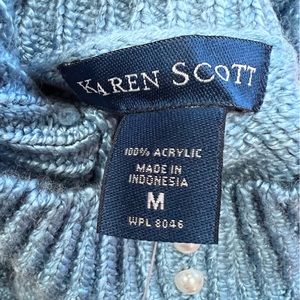 KAREN SCOTT
100% ACRYLIC
MADE IN
INDONESIA
M
WPL 8046